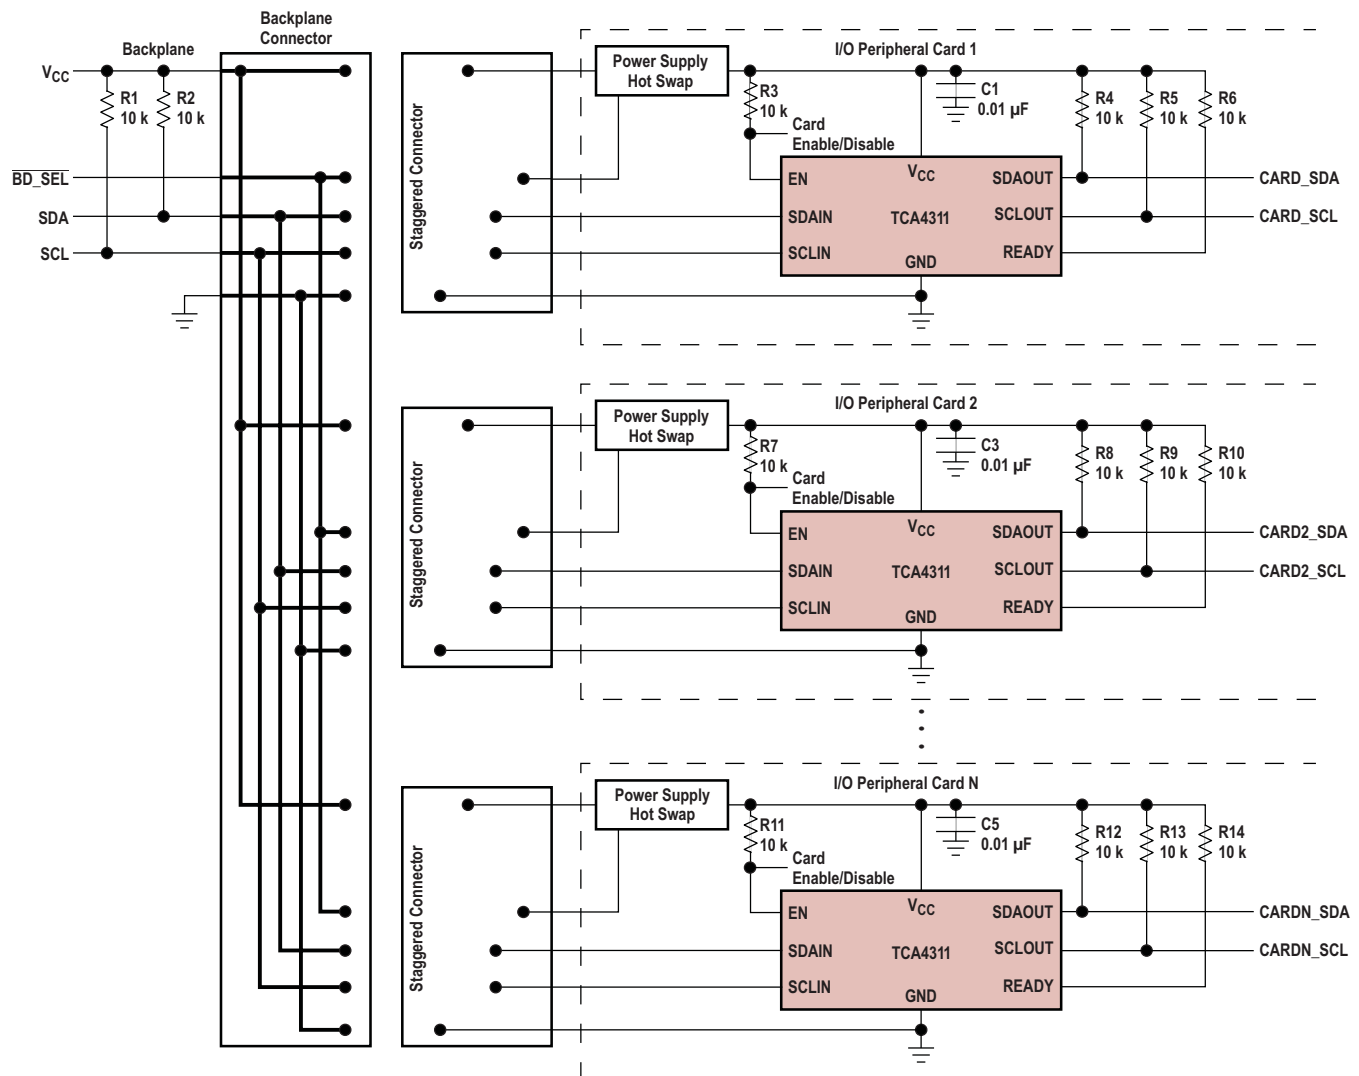 Backplane
Connector
Backplane
VCC
R1
10 k
R2
10 k
BD_SEL
SDA
SCL
Staggered Connector
I/O Peripheral Card 1
Power Supply
Hot Swap
R3
10 k
Card
Enable/Disable
C1
0.01 µF
R4
10 k
R5
10 k
R6
10 k
EN
VCC
SDAOUT
CARD_SDA
SDAIN
TCA4311
SCLOUT
CARD_SCL
SCLIN
GND
READY
Staggered Connector
I/O Peripheral Card 2
Power Supply
Hot Swap
R7
10 k
Card
Enable/Disable
C3
0.01 µF
R8
10 k
R9
10 k
R10
10 k
EN
VCC
SDAOUT
CARD2_SDA
SDAIN
TCA4311
SCLOUT
CARD2_SCL
SCLIN
GND
READY
Staggered Connector
I/O Peripheral Card N
Power Supply
Hot Swap
R11
10 k
Card
Enable/Disable
C5
0.01 µF
R12
10 k
R13
10 k
R14
10 k
EN
VCC
SDAOUT
CARDN_SDA
SDAIN
TCA4311
SCLOUT
CARDN_SCL
SCLIN
GND
READY